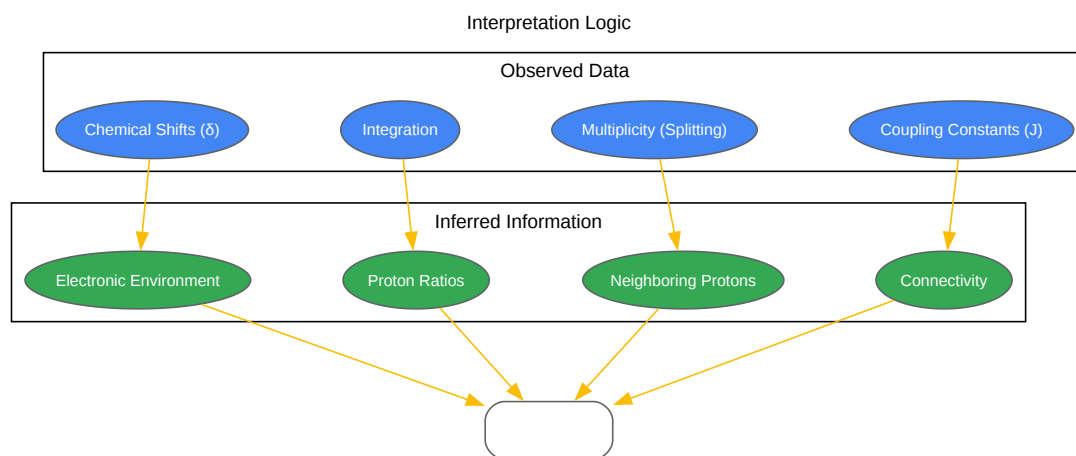 Interpretation Logic
Observed Data
Chemical Shifts (δ)
Integration
Multiplicity (Splitting)
Coupling Constants (J)
Inferred Information
Electronic Environment
Proton Ratios
Neighboring Protons
Connectivity